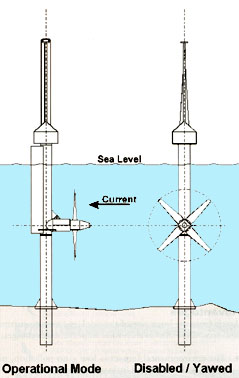 Sea Level
Current
Operational Mode
Disabled / Yawed